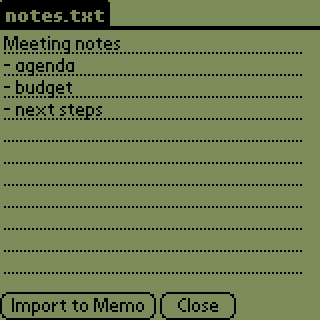 notes.txt
Meeting notes
- agenda
- budget
- next steps
Import to Memo
Close